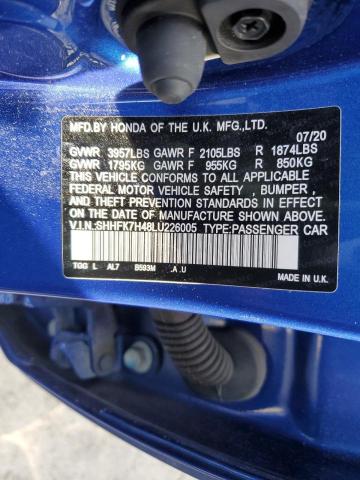 MFD.BY HONDA OF THE U.K. MFG.,LTD.
07/20
GVWR 3957LBS GAWR F 2105LBS R 1874LBS
GVWR 1795KG GAWR F 955KG R 850KG
THIS VEHICLE CONFORMS TO ALL APPLICABLE
FEDERAL MOTOR VEHICLE SAFETY, BUMPER,
AND THEFT PREVENTION STANDARDS IN EFFECT
ON THE DATE OF MANUFACTURE SHOWN ABOVE.
V.I.N.:SHHFK7H48LU226005 TYPE:PASSENGER CAR
TGG L AL7 B593M .A.U
MADE IN U.K.